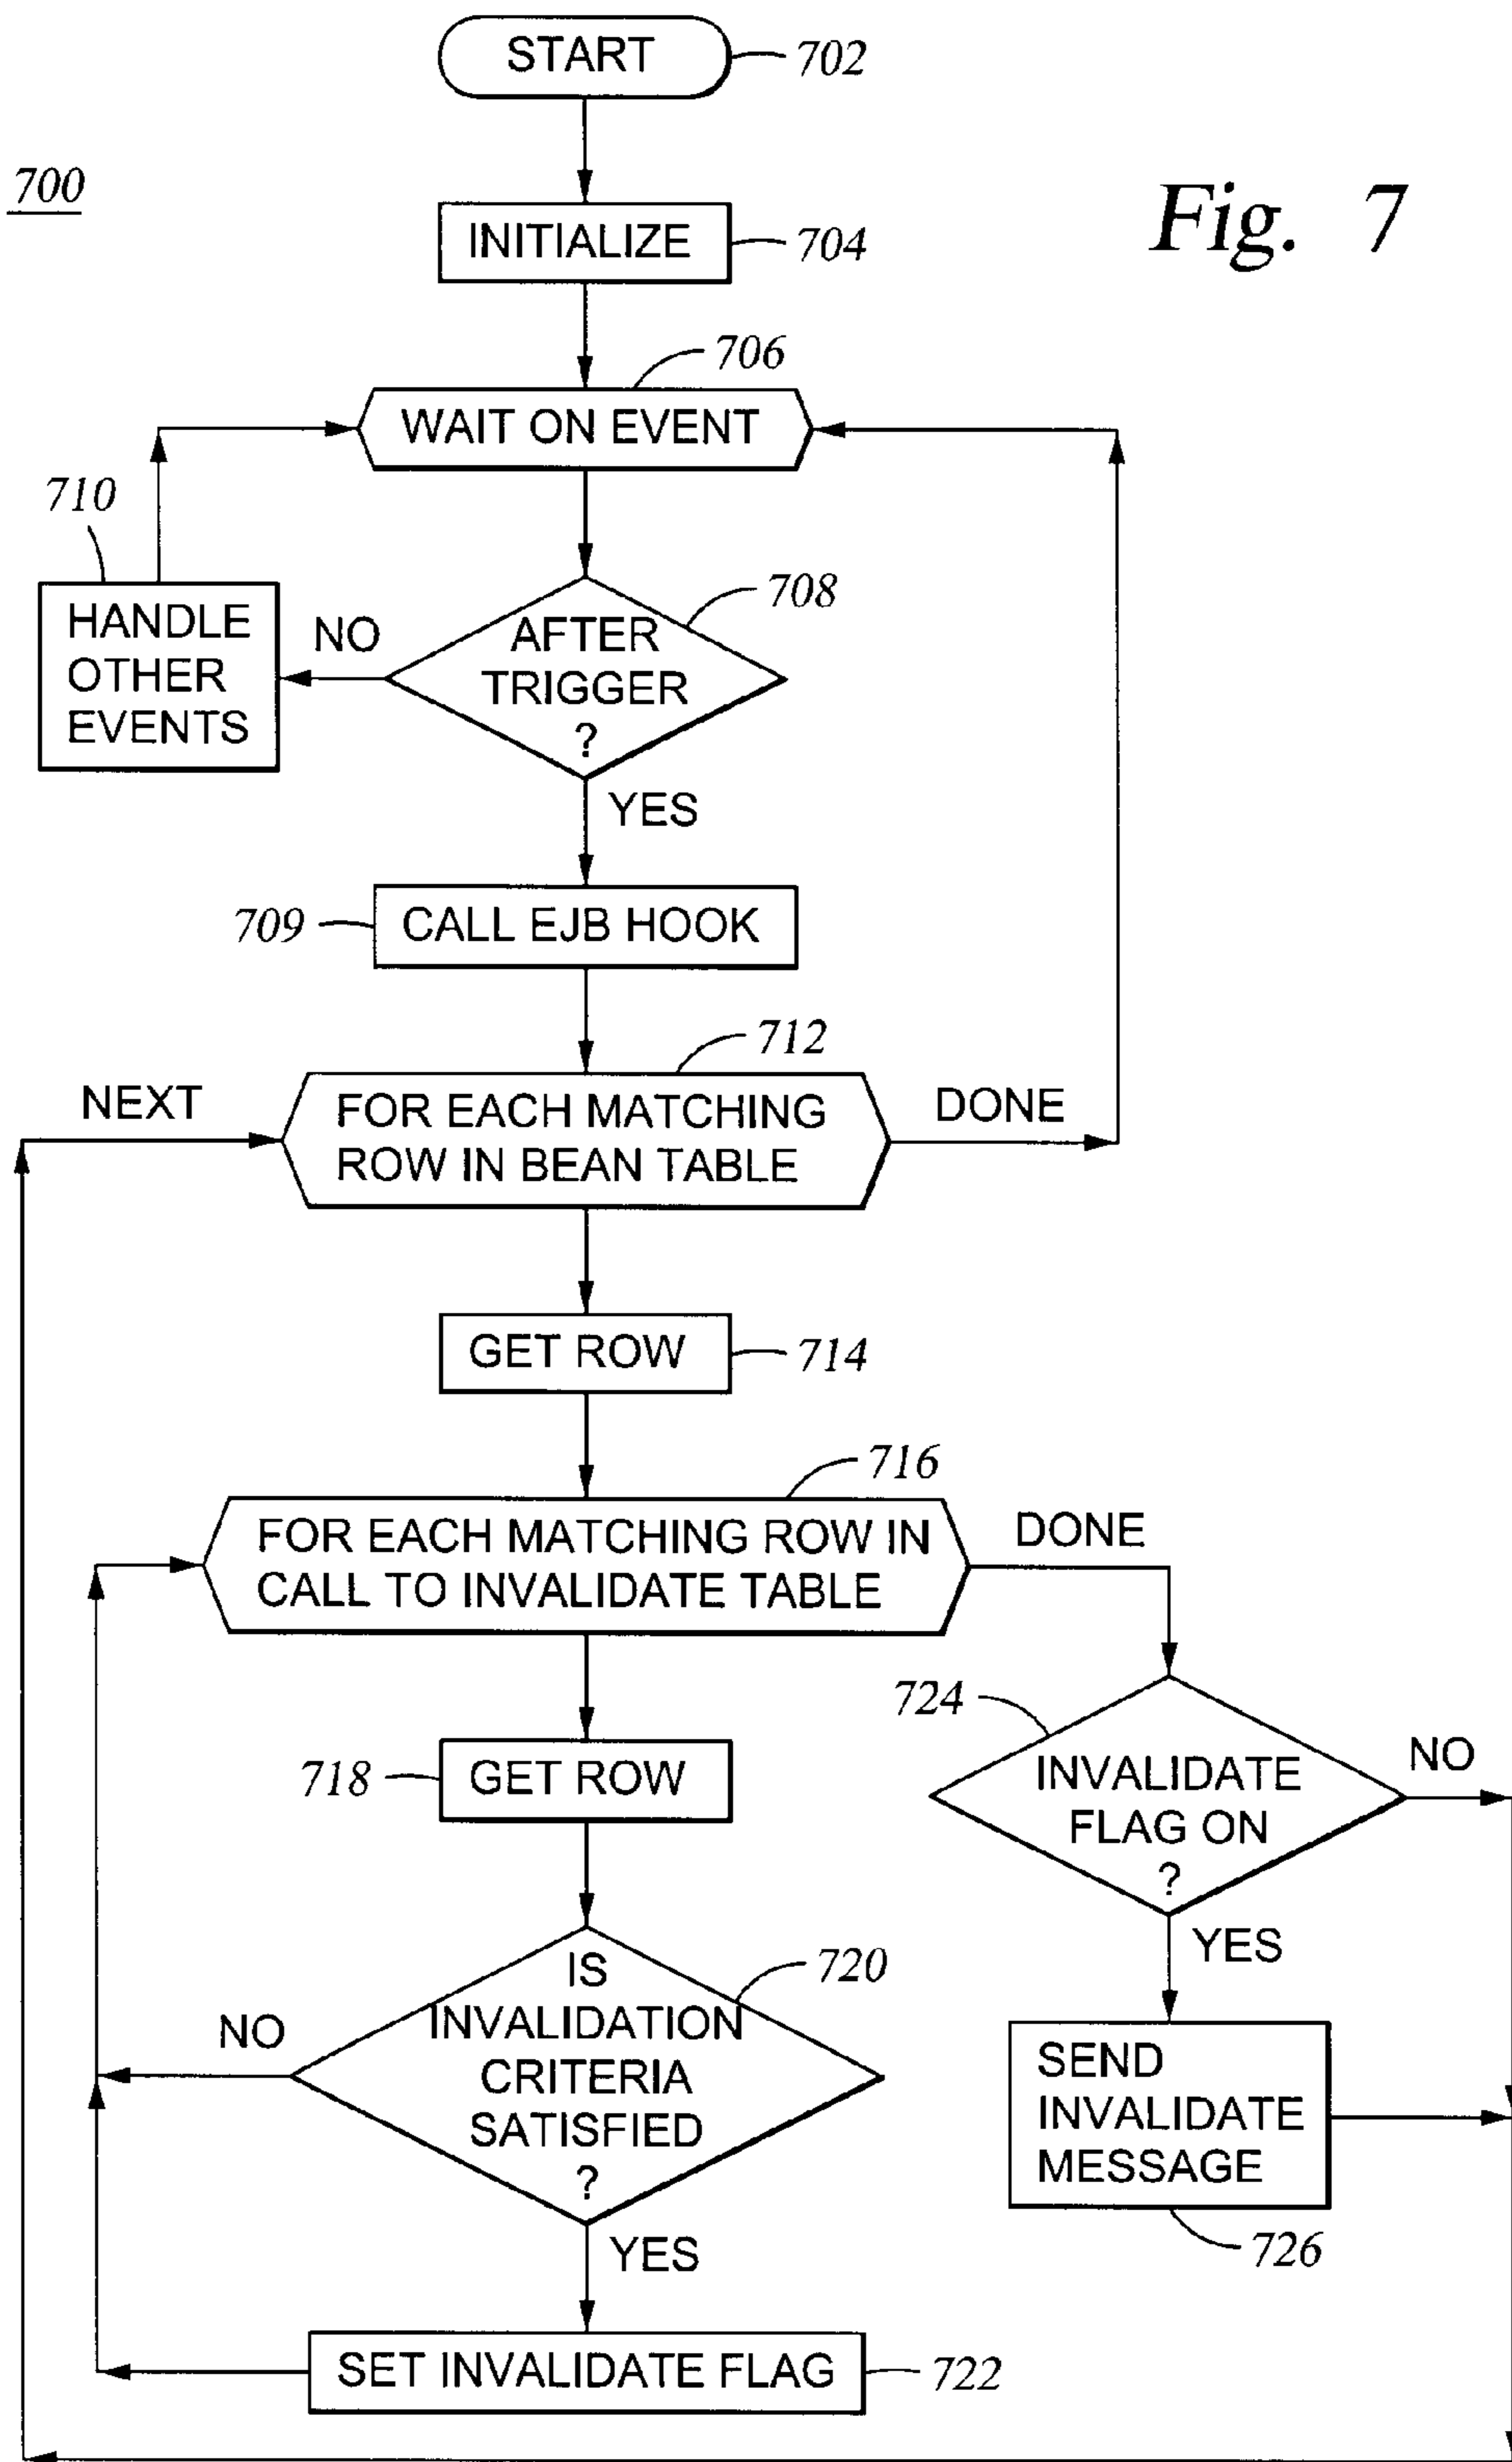 START
702
700
Fig. 7
INITIALIZE
704
706
WAIT ON EVENT
710
HANDLE
OTHER
EVENTS
NO
708
AFTER
TRIGGER
?
YES
709
CALL EJB HOOK
712
NEXT
FOR EACH MATCHING
ROW IN BEAN TABLE
DONE
GET ROW
714
716
FOR EACH MATCHING ROW IN
CALL TO INVALIDATE TABLE
DONE
724
INVALIDATE
FLAG ON
?
NO
YES
718
GET ROW
720
IS
INVALIDATION
CRITERIA
SATISFIED
?
NO
YES
SEND
INVALIDATE
MESSAGE
726
SET INVALIDATE FLAG
722